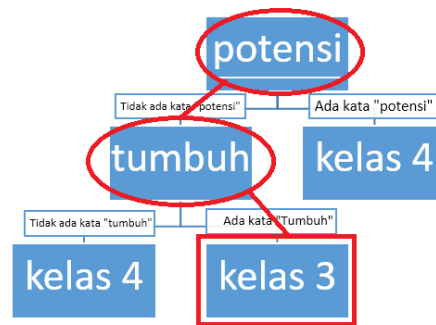 potensi
Tidak ada kata "potensi"
Ada kata "potensi"
tumbuh
kelas 4
Tidak ada kata "tumbuh"
Ada kata "Tumbuh"
kelas 4
kelas 3